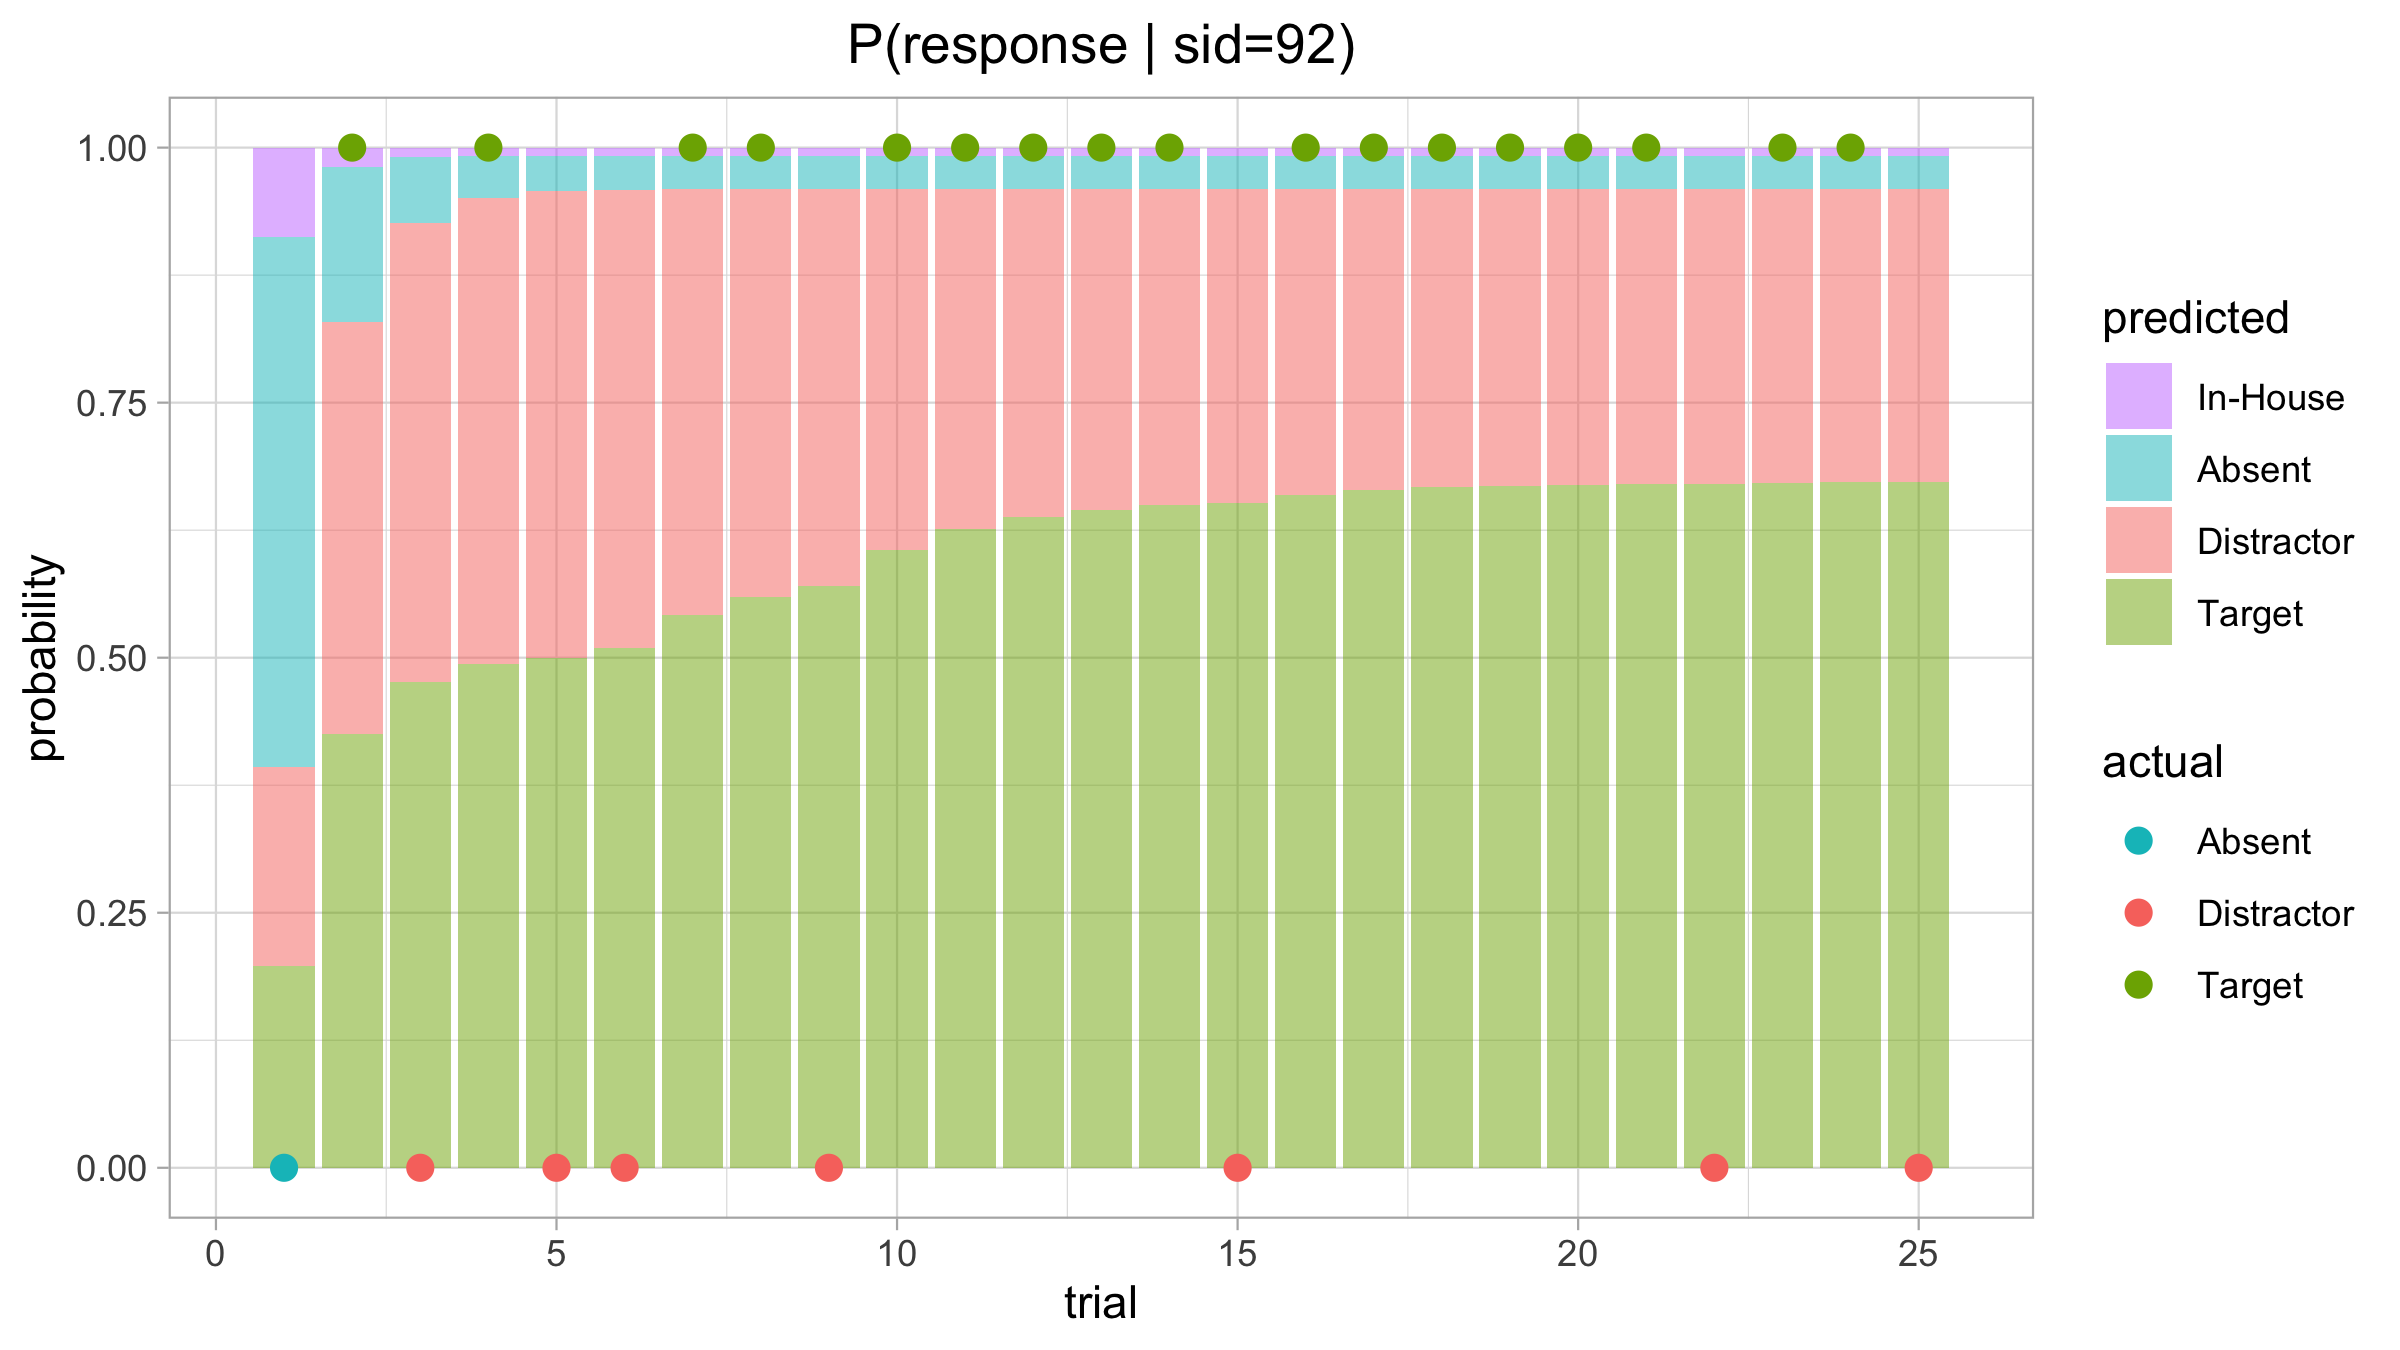 P(response | sid=92)
probability
1.00
0.75
0.50
0.25
0.00
0 5 10 15 20 25
trial
predicted
In-House
Absent
Distractor
Target
actual
Absent
Distractor
Target